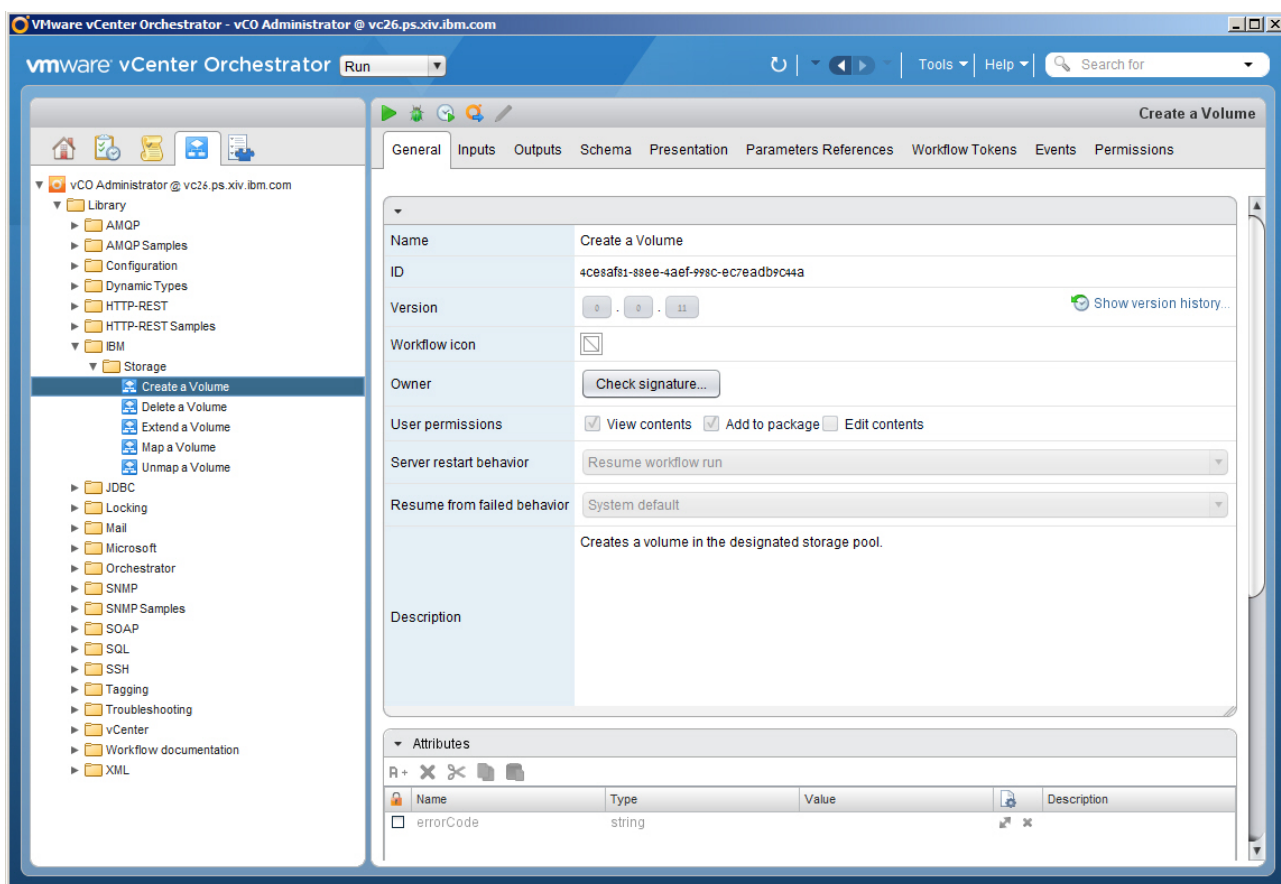 VMware vCenter Orchestrator - vCO Administrator @ vc26.ps.xiv.ibm.com
vmware vCenter Orchestrator Run
Tools Help Search for
Create a Volume
General Inputs Outputs Schema Presentation Parameters References Workflow Tokens Events Permissions
vCO Administrator @ vc26.ps.xiv.ibm.com
Library
AMQP
AMQP Samples
Configuration
Dynamic Types
HTTP-REST
HTTP-REST Samples
IBM
Storage
Create a Volume
Delete a Volume
Extend a Volume
Map a Volume
Unmap a Volume
JDBC
Locking
Mail
Microsoft
Orchestrator
SNMP
SNMP Samples
SOAP
SQL
SSH
Tagging
Troubleshooting
vCenter
Workflow documentation
XML
Name Create a Volume
ID 4ce8af81-88ee-4aef-998c-ec7eadb9c44a
Version 0 . 0 . 11 Show version history...
Workflow icon
Owner Check signature...
User permissions View contents Add to package Edit contents
Server restart behavior Resume workflow run
Resume from failed behavior System default
Description Creates a volume in the designated storage pool.
Attributes
A+
Name Type Value Description
errorCode string